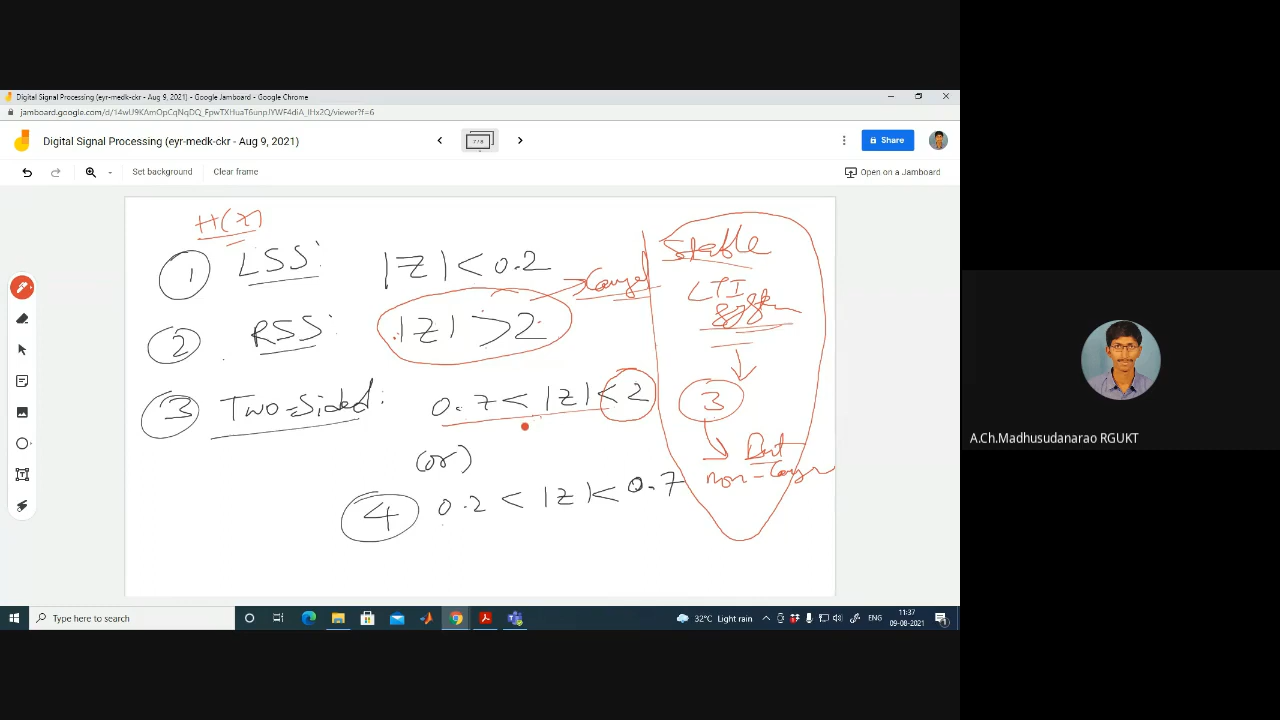 Digital Signal Processing (eyr-medk-ckr - Aug 9, 2021) - Google Jamboard - Google Chrome
Digital Signal Processing (eyr-medk-ckr - Aug 9, 2021)
7 / 8
Share
Set background
Clear frame
Open on a Jamboard
H(z)
① LSS: |z| < 0.2
② RSS: |z| > 2
③ Two-Sided: 0.7 < |z| < 2
(or)
④ 0.2 < |z| < 0.7
Stable
LTI
system
③
But
A.Ch.Madhusudanarao RGUKT
Type here to search
32°C Light rain
ENG
11:37
09-08-2021